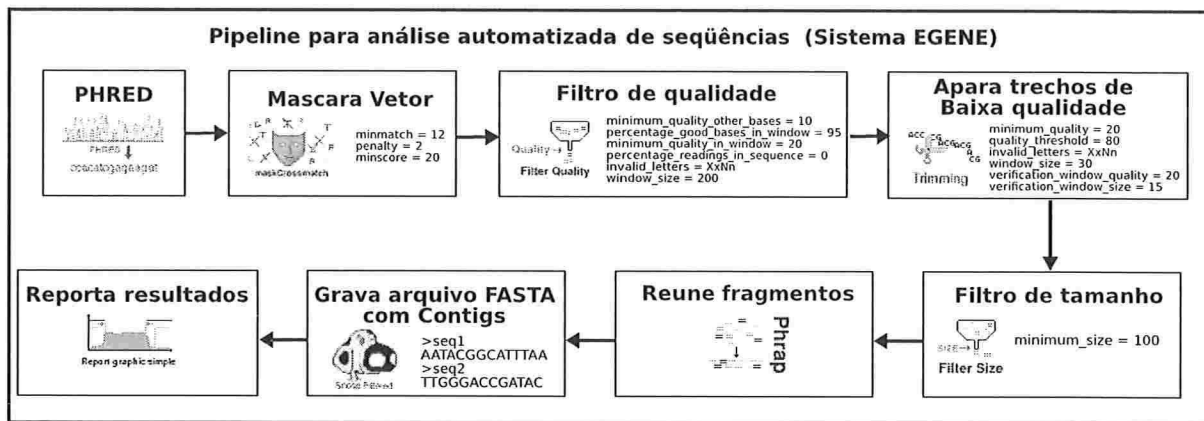 Pipeline para análise automatizada de seqüências (Sistema EGENE)
PHRED
PHRED
Mascara Vetor
minmatch = 12
penalty = 2
minscore = 20
maskCrossmatch
Filtro de qualidade
minimum_quality_other_bases = 10
percentage_good_bases_in_window = 95
minimum_quality_in_window = 20
percentage_readings_in_sequence = 0
invalid_letters = XxNn
window_size = 200
Quality →
Filter Quality
Apara trechos de
Baixa qualidade
minimum_quality = 20
quality_threshold = 80
invalid_letters = XxNn
window_size = 30
verification_window_quality = 20
verification_window_size = 15
Trimming
Filtro de tamanho
minimum_size = 100
SIZE →
Filter Size
Reune fragmentos
Phrap
Grava arquivo FASTA
com Contigs
>seq1
AATACGGCATTTAA
>seq2
TTGGGACCGATAC
Reporta resultados
Report graphic simple